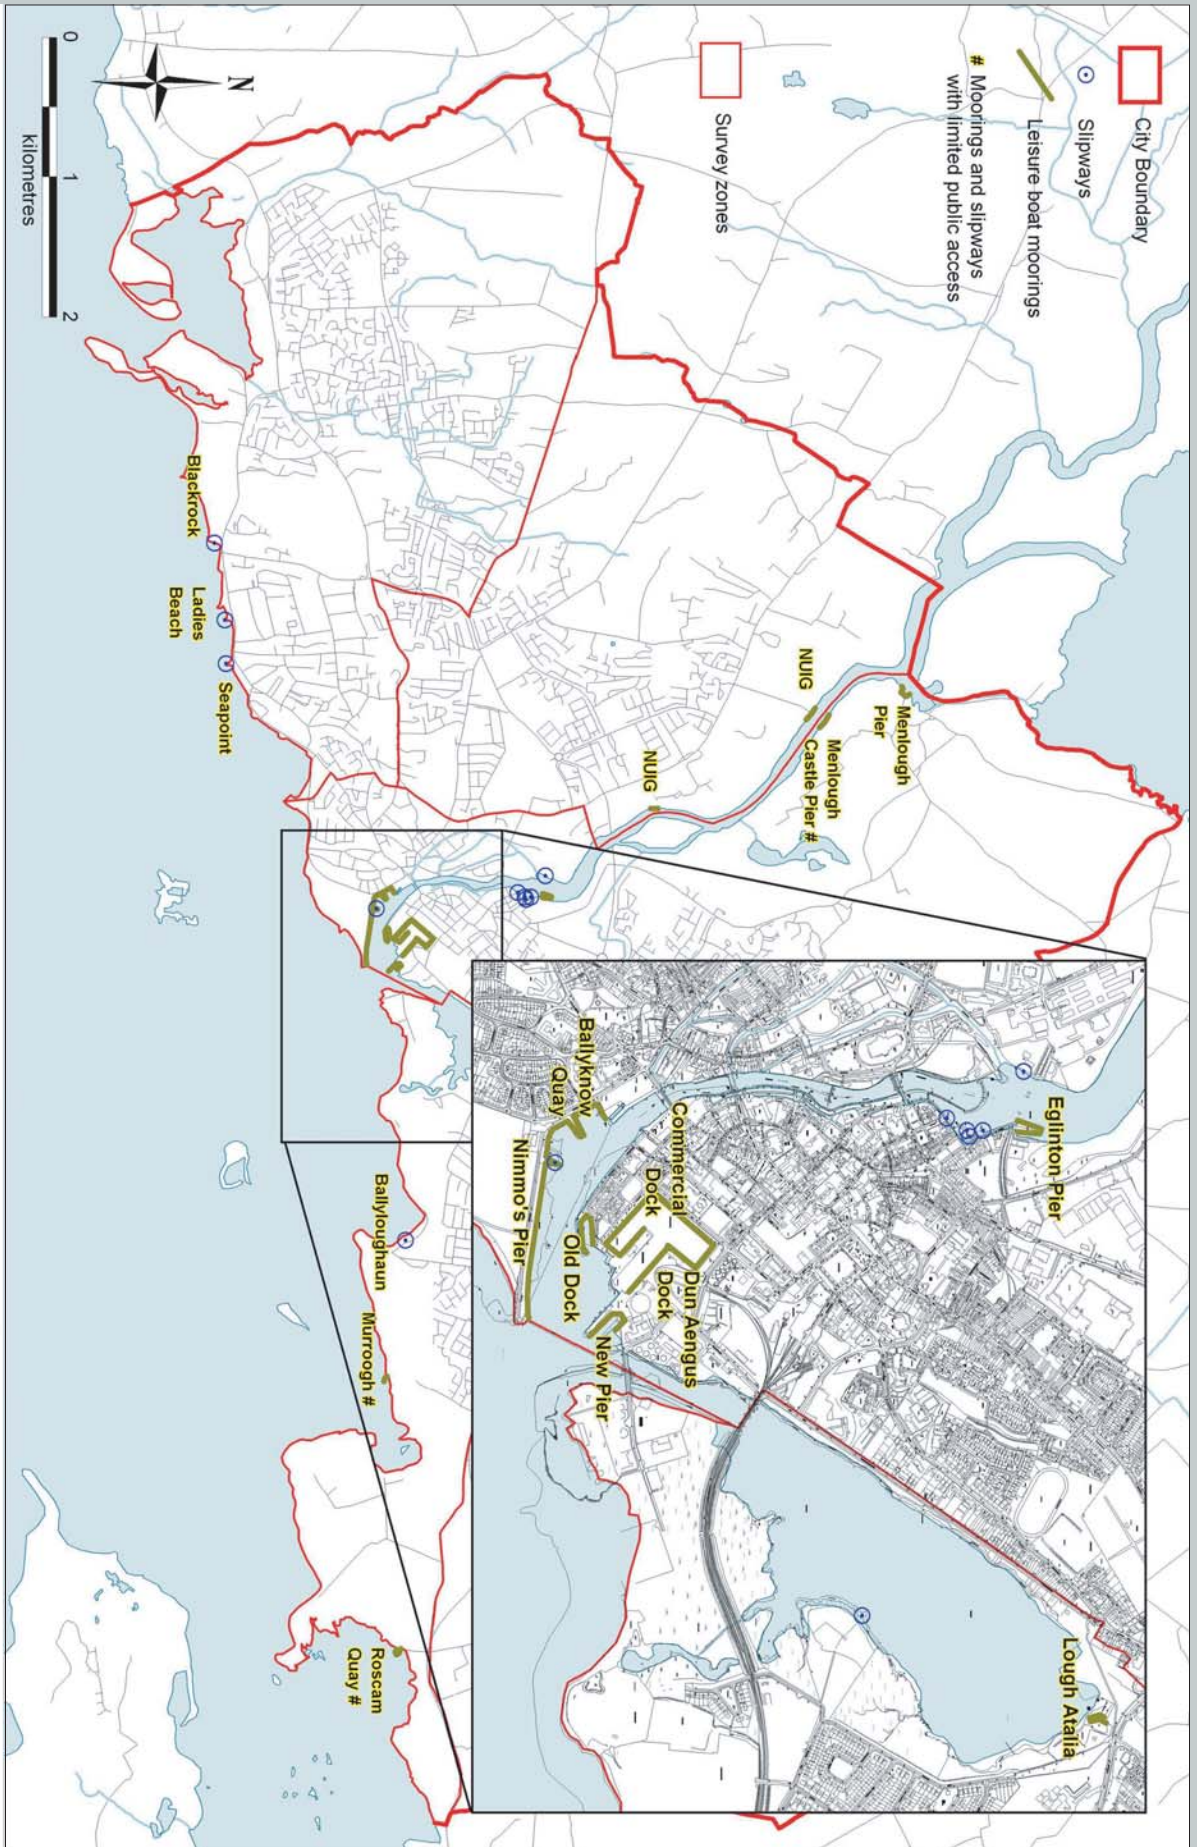 City Boundary
Slipways
Leisure boat moorings
# Moorings and slipways
with limited public access
Survey zones
N
0
1
2
kilometres
Menlough
Pier
NUIG
Menlough
Castle Pier #
NUIG
Blackrock
Ladies
Beach
Seapoint
Ballyloughaun
Murroogh #
Roscam
Quay #
Eglinton Pier
Lough Atalia
Commercial
Dock
Dun Aengus
Dock
Ballyknow
Quay
Old Dock
New Pier
Nimmo's Pier